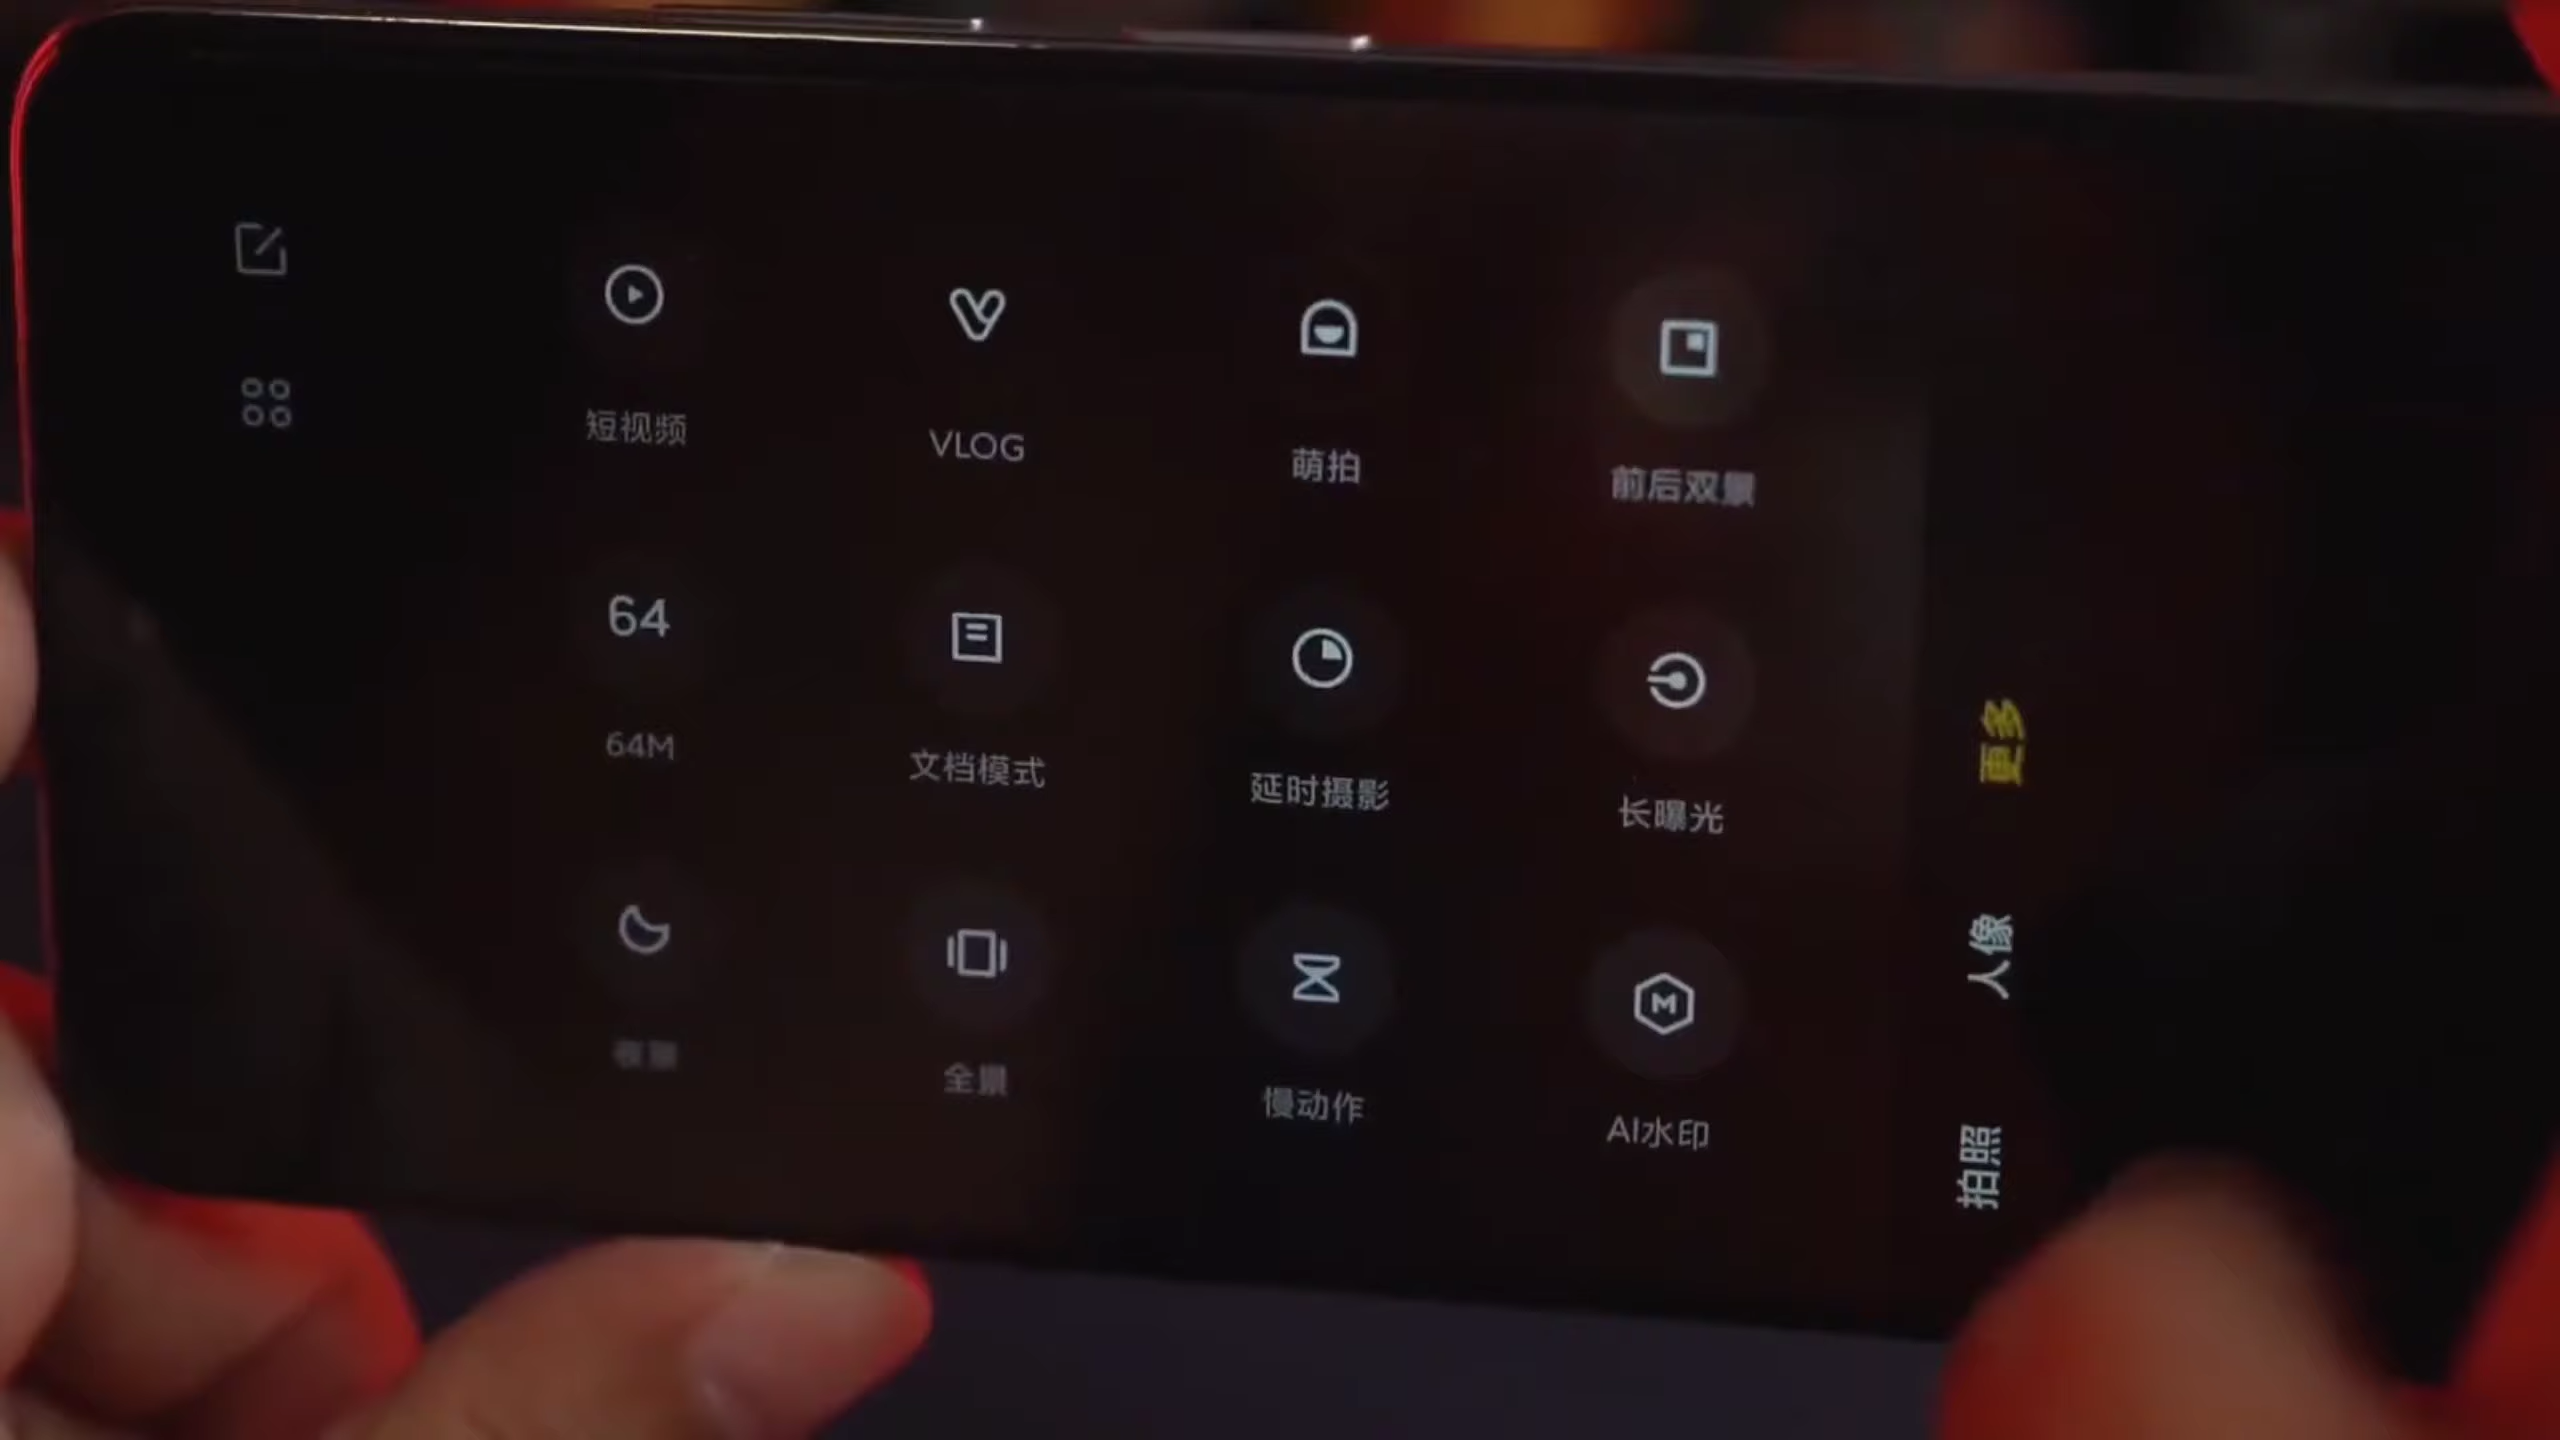 短视频
VLOG
萌拍
前后双景
64
64M
文档模式
延时摄影
长曝光
全景
慢动作
M
AI水印
更多
人像
拍照